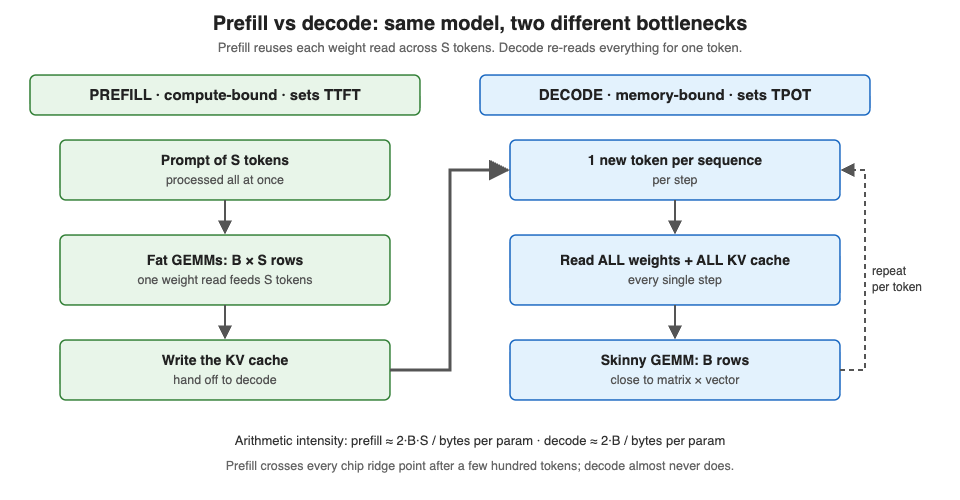 Prefill vs decode: same model, two different bottlenecks
Prefill reuses each weight read across S tokens. Decode re-reads everything for one token.
PREFILL · compute-bound · sets TTFT
DECODE · memory-bound · sets TPOT
Prompt of S tokens
processed all at once
1 new token per sequence
per step
Fat GEMMs: B × S rows
one weight read feeds S tokens
Read ALL weights + ALL KV cache
every single step
repeat
per token
Write the KV cache
hand off to decode
Skinny GEMM: B rows
close to matrix × vector
Arithmetic intensity: prefill ≈ 2·B·S / bytes per param · decode ≈ 2·B / bytes per param
Prefill crosses every chip ridge point after a few hundred tokens; decode almost never does.